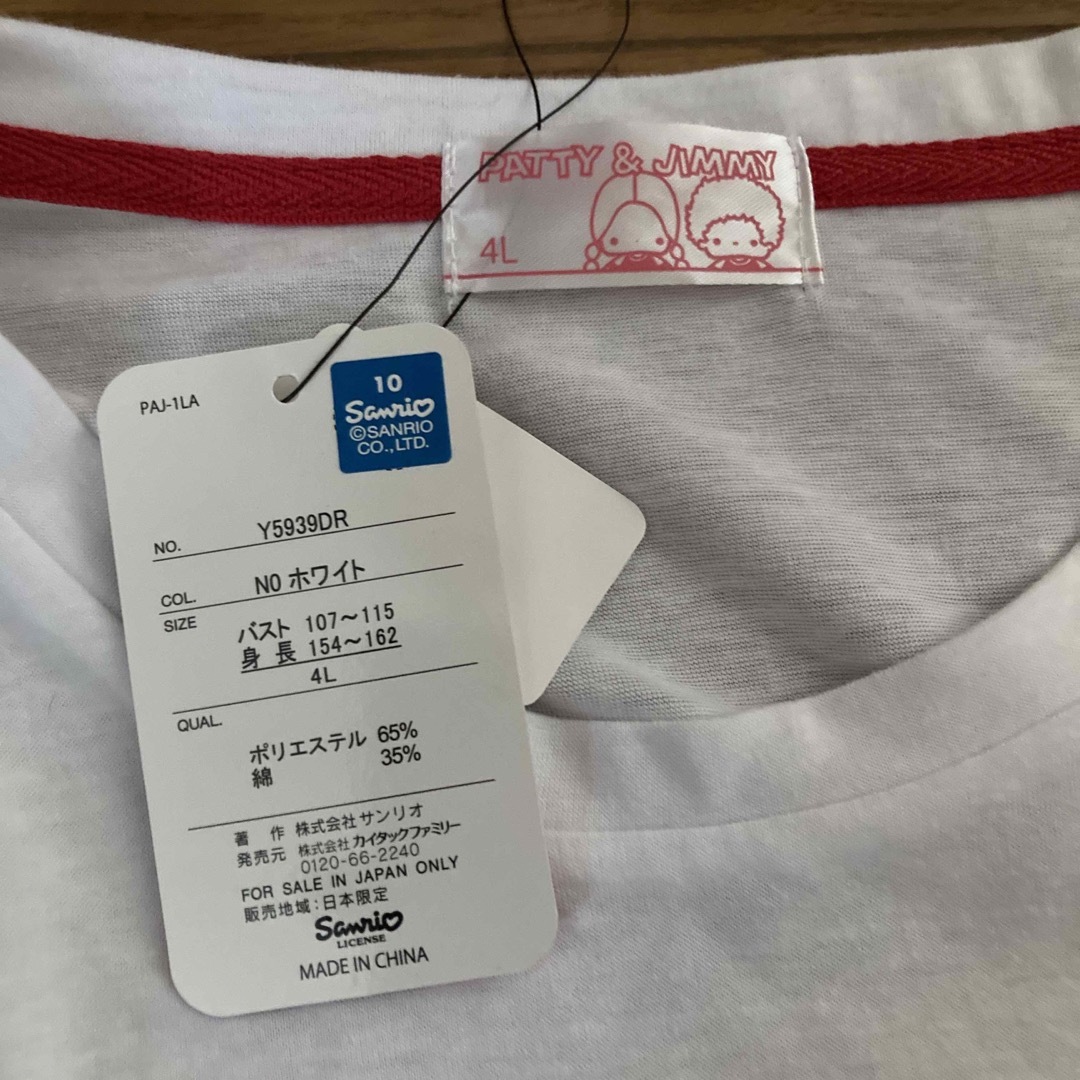 PATTY & JIMMY
4L
PAJ-1LA
10
Sanrio
©SANRIO
CO.,LTD.
NO. Y5939DR
COL. N0 ホワイト
SIZE バスト 107～115
身 長 154～162
4L
QUAL.
ポリエステル 65%
綿 35%
著 作 株式会社サンリオ
発売元 株式会社カイタックファミリー
0120-66-2240
FOR SALE IN JAPAN ONLY
販売地域：日本限定
Sanrio
LICENSE
MADE IN CHINA